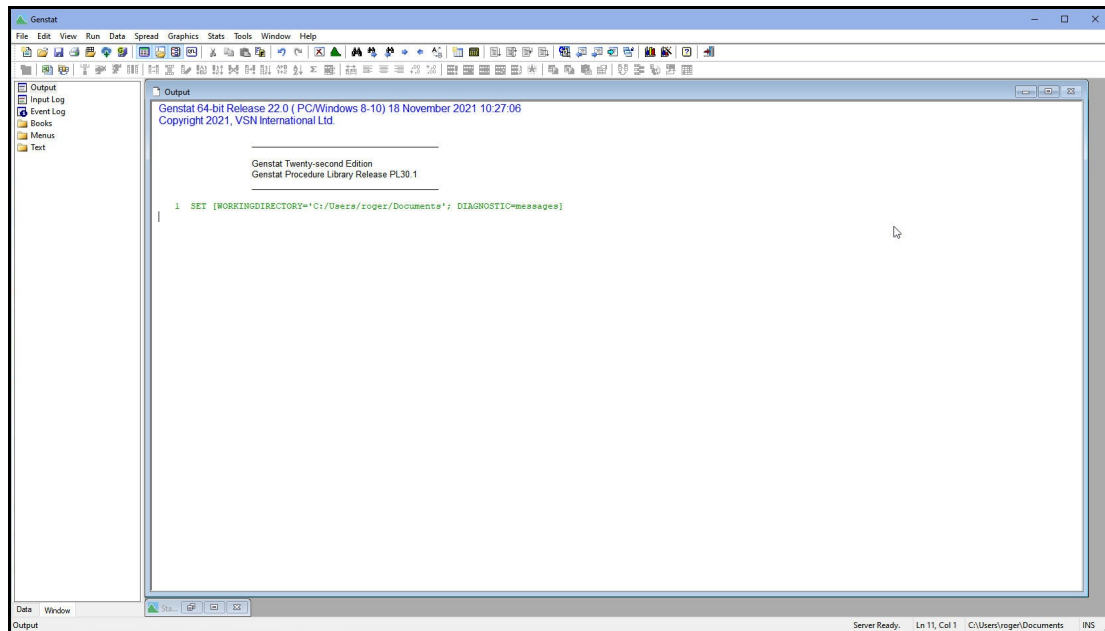 Genstat
File Edit View Run Data Spread Graphics Stats Tools Window Help
Output
Input Log
Event Log
Books
Menus
Text
Output
Genstat 64-bit Release 22.0 ( PC/Windows 8-10) 18 November 2021 10:27:06
Copyright 2021, VSN International Ltd.
Genstat Twenty-second Edition
Genstat Procedure Library Release PL30.1
1 SET [WORKINGDIRECTORY='C:/Users/roger/Documents'; DIAGNOSTIC=messages]
Data Window
Sta...
Output Server Ready. Ln 11, Col 1 C:\Users\roger\Documents INS